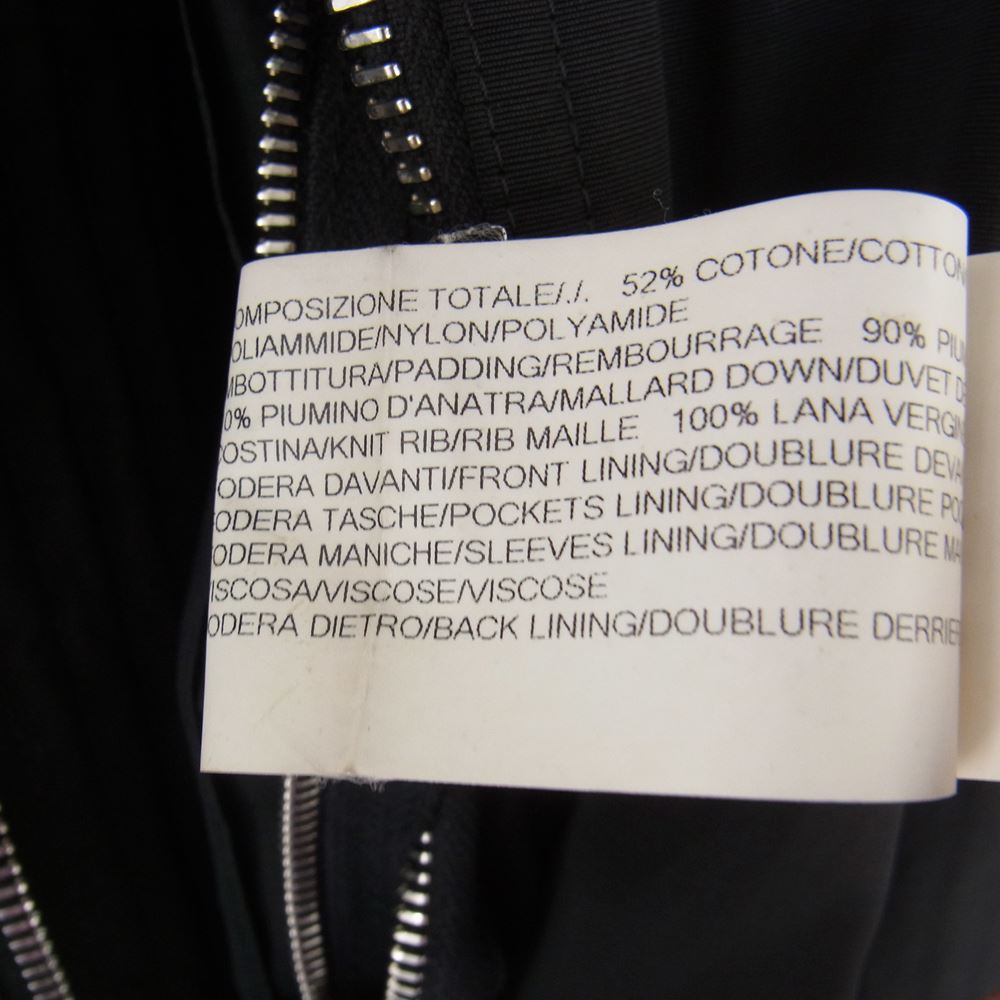 OMPOSIZIONE TOTALE/./. 52% COTONE/COTTON
OLIAMMIDE/NYLON/POLYAMIDE
MBOTTITURA/PADDING/REMBOURRAGE 90% PIU
0% PIUMINO D'ANATRA/MALLARD DOWN/DUVET D
OSTINA/KNIT RIB/RIB MAILLE 100% LANA VERGIN
ODERA DAVANTI/FRONT LINING/DOUBLURE DEVA
ODERA TASCHE/POCKETS LINING/DOUBLURE PO
ODERA MANICHE/SLEEVES LINING/DOUBLURE MA
ISCOSA/VISCOSE/VISCOSE
ODERA DIETRO/BACK LINING/DOUBLURE DERRIE